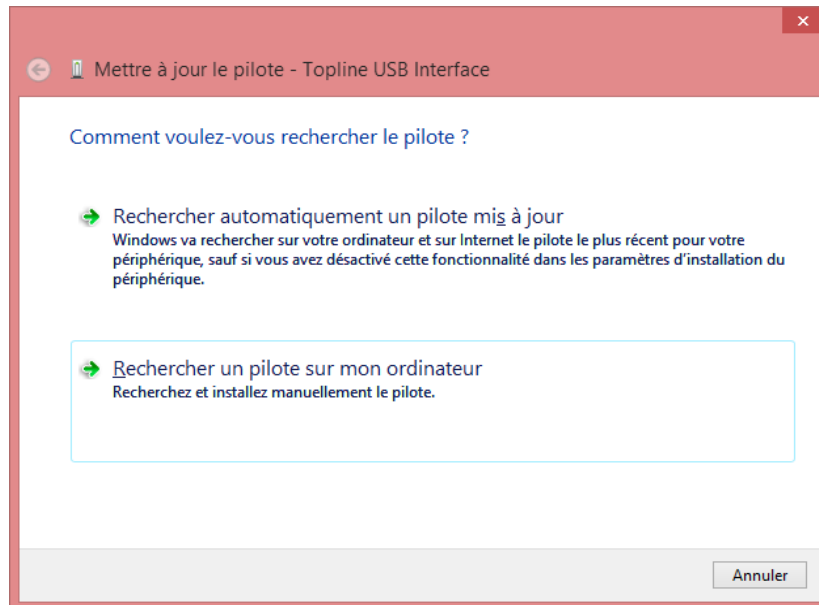 Mettre à jour le pilote - Topline USB Interface
Comment voulez-vous rechercher le pilote ?
Rechercher automatiquement un pilote mis à jour
Windows va rechercher sur votre ordinateur et sur Internet le pilote le plus récent pour votre
périphérique, sauf si vous avez désactivé cette fonctionnalité dans les paramètres d'installation du
périphérique.
Rechercher un pilote sur mon ordinateur
Recherchez et installez manuellement le pilote.
Annuler